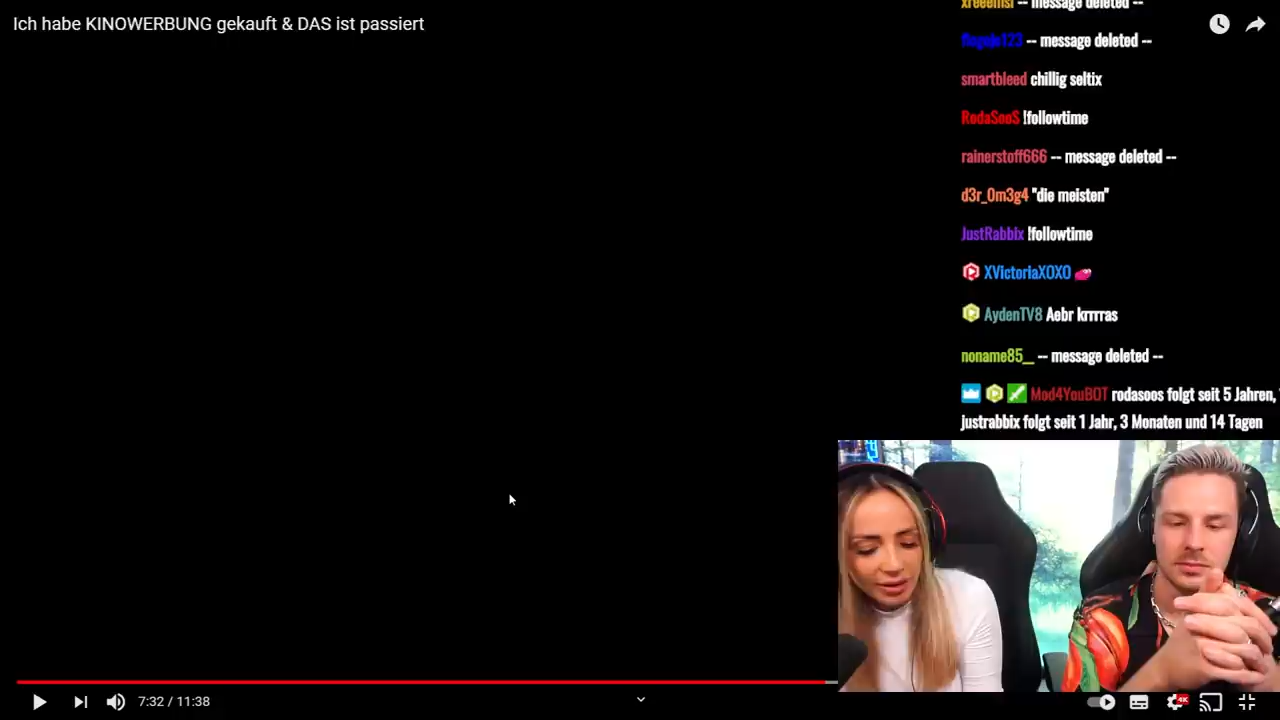 Ich habe KINOWERBUNG gekauft & DAS ist passiert
-- message deleted --
-- message deleted --
smartbleed chillig seltix
RodaSooS !followtime
rainerstoff666 -- message deleted --
d3r_0m3g4 "die meisten"
JustRabbix !followtime
XVictoriaXOXO
AydenTV8 Aebr krrrras
noname85__ -- message deleted --
Mod4YouBOT rodasoos folgt seit 5 Jahren,
justrabbix folgt seit 1 Jahr, 3 Monaten und 14 Tagen
7:32 / 11:38
4K